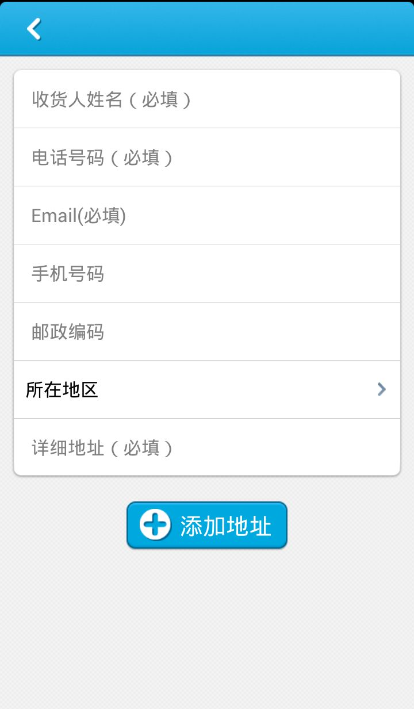 收货人姓名（必填）
电话号码（必填）
Email(必填)
手机号码
邮政编码
所在地区
详细地址（必填）
添加地址